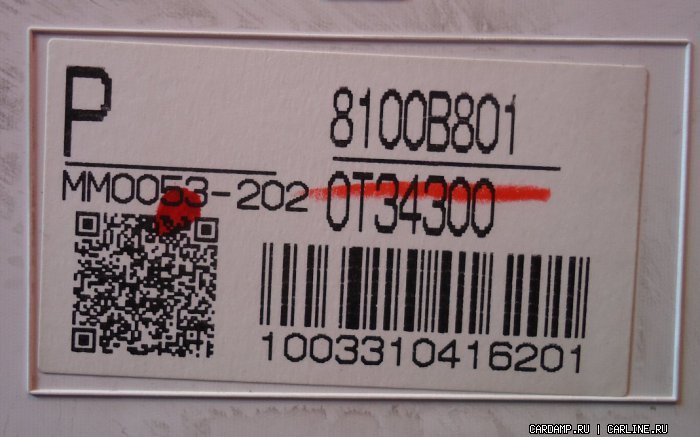 P
8100B801
MM0053-202
0T34300
1003310416201
CARDAMP.RU | CARLINE.RU